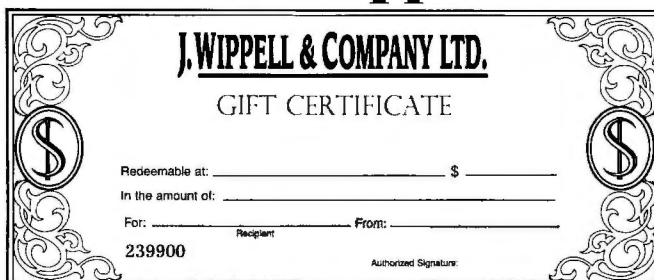 J. WIPPELL & COMPANY LTD.
GIFT CERTIFICATE
Redeemable at: $
In the amount of:
For: From:
Recipient
239900
Authorized Signature: